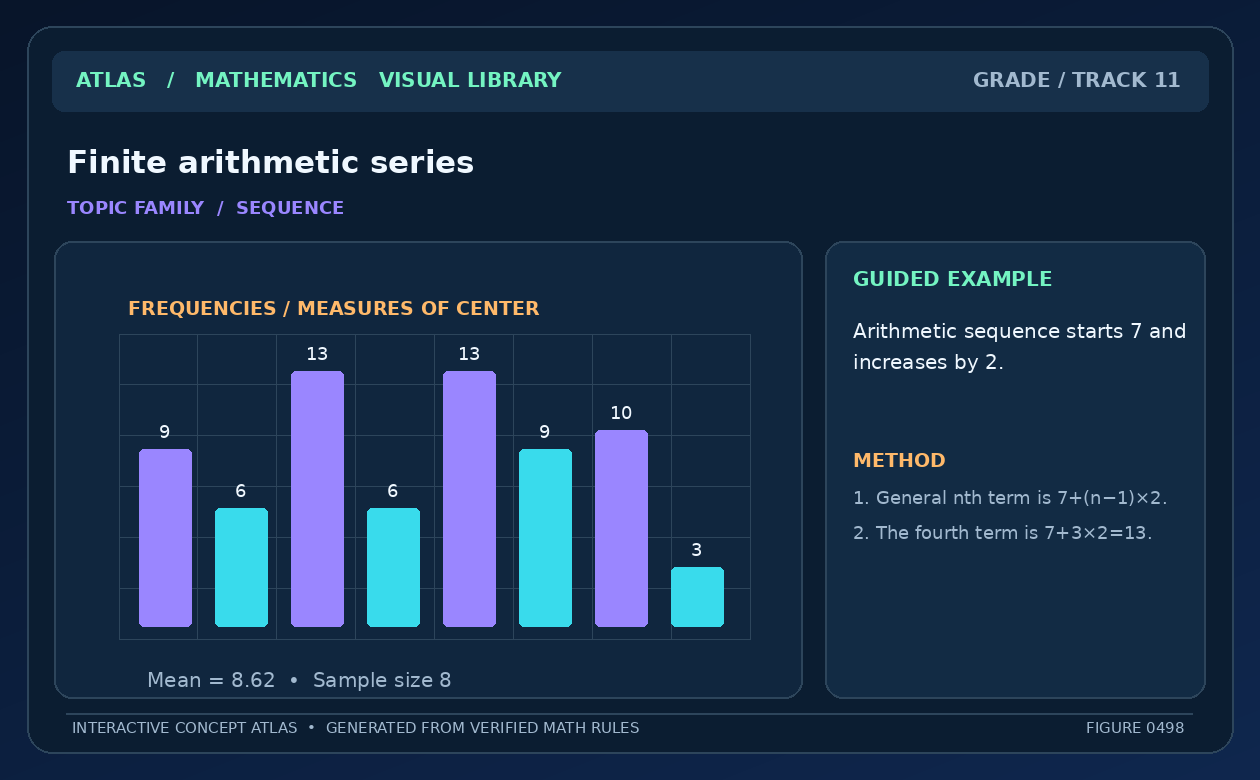 ATLAS / MATHEMATICS VISUAL LIBRARY
GRADE / TRACK 11
Finite arithmetic series
TOPIC FAMILY / SEQUENCE
FREQUENCIES / MEASURES OF CENTER
9
6
13
6
13
9
10
3
Mean = 8.62 • Sample size 8
GUIDED EXAMPLE
Arithmetic sequence starts 7 and
increases by 2.
METHOD
1. General nth term is 7+(n−1)×2.
2. The fourth term is 7+3×2=13.
INTERACTIVE CONCEPT ATLAS • GENERATED FROM VERIFIED MATH RULES
FIGURE 0498